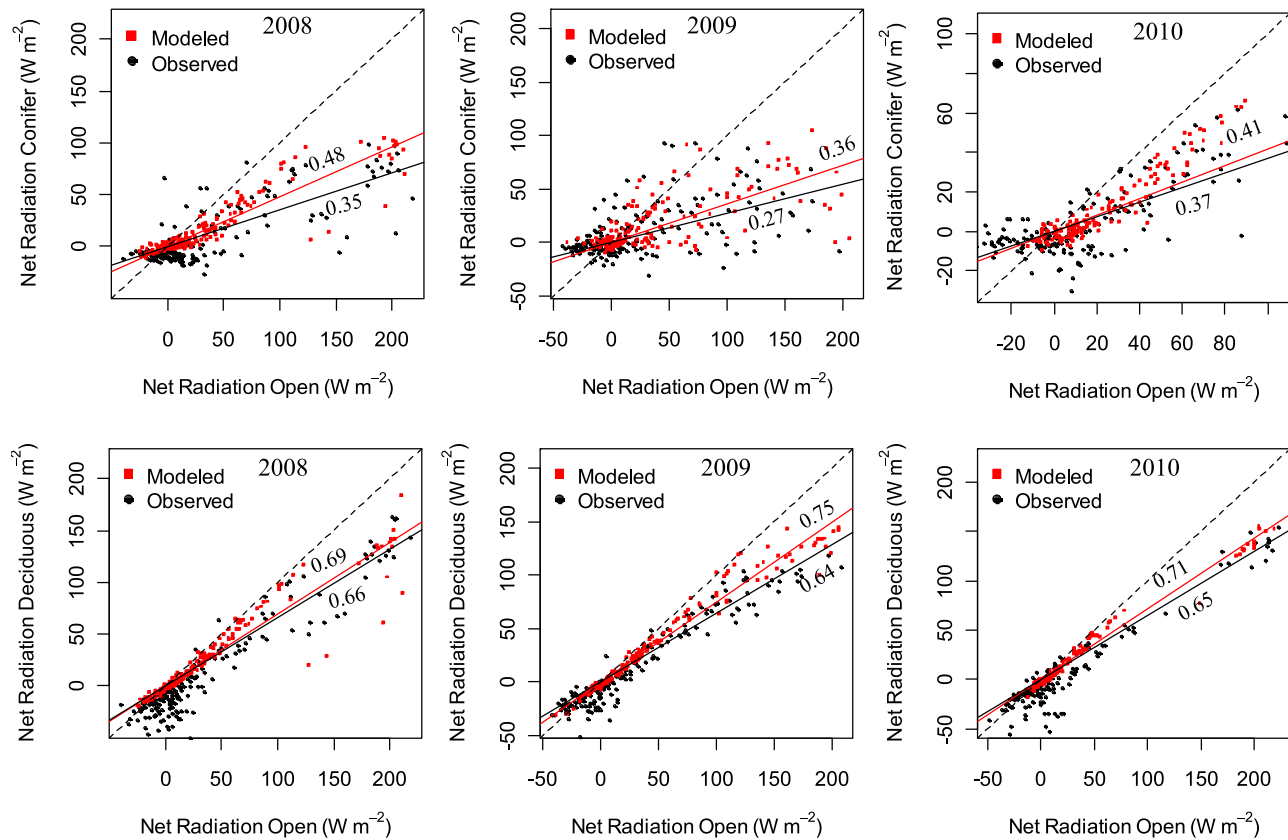 2008
Modeled
Observed
0.48
0.35
Net Radiation Conifer (W m−2)
0 50 100 150 200
0 50 100 150 200
Net Radiation Open (W m−2)
2009
Modeled
Observed
0.36
0.27
Net Radiation Conifer (W m−2)
-50 0 50 100 150 200
-50 0 50 100 150 200
Net Radiation Open (W m−2)
2010
Modeled
Observed
0.41
0.37
Net Radiation Conifer (W m−2)
-20 20 60 100
-20 0 20 40 60 80
Net Radiation Open (W m−2)
2008
Modeled
Observed
0.69
0.66
Net Radiation Deciduous (W m−2)
0 50 100 150 200
0 50 100 150 200
Net Radiation Open (W m−2)
2009
Modeled
Observed
0.75
0.64
Net Radiation Deciduous (W m−2)
-50 0 50 100 200
-50 0 50 100 150 200
Net Radiation Open (W m−2)
2010
Modeled
Observed
0.71
0.65
Net Radiation Deciduous (W m−2)
-50 0 50 100 200
-50 0 50 100 150 200
Net Radiation Open (W m−2)